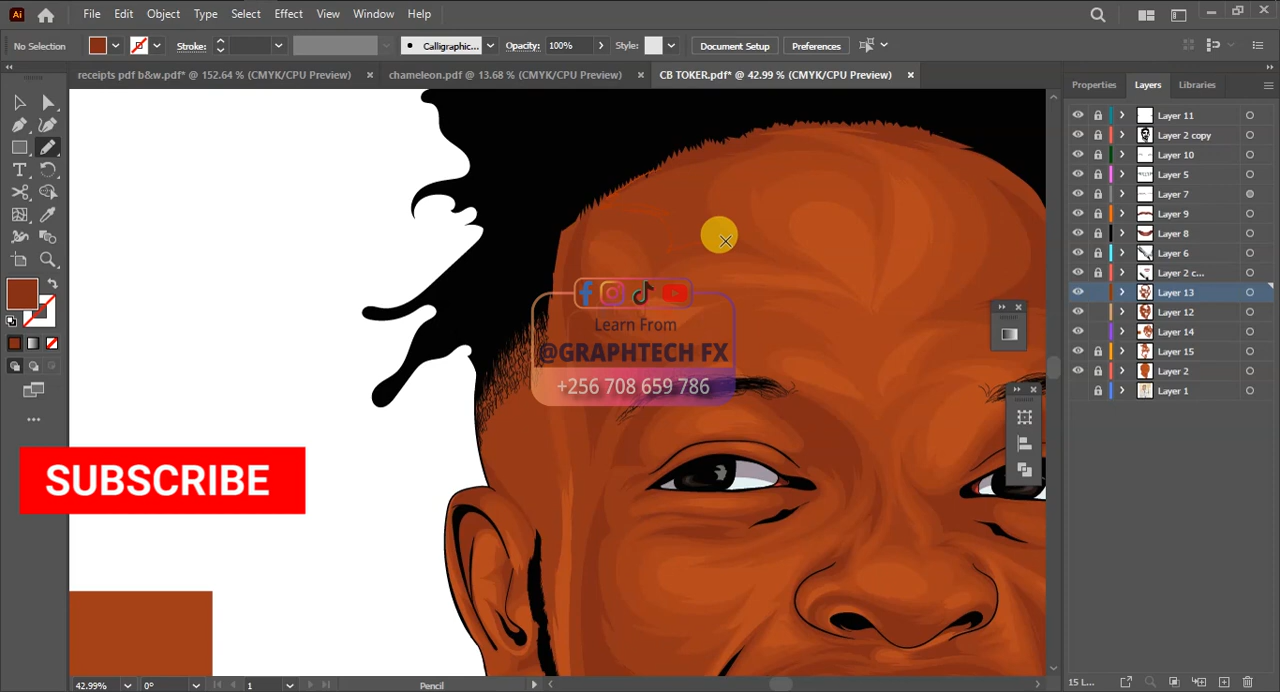 Ai File Edit Object Type Select Effect View Window Help
No Selection Stroke: Calligraphic... Opacity: 100% Style: Document Setup Preferences
receipts pdf b&w.pdf* @ 152.64 % (CMYK/CPU Preview) × chameleon.pdf @ 13.68 % (CMYK/CPU Preview) × CB TOKER.pdf* @ 42.99 % (CMYK/CPU Preview) ×
Properties Layers Libraries
Layer 11
Layer 2 copy
Layer 10
Layer 5
Layer 7
Layer 9
Layer 8
Layer 6
Layer 2 c...
Layer 13
Layer 12
Layer 14
Layer 15
Layer 2
Layer 1
Learn From
@GRAPHTECH FX
+256 708 659 786
SUBSCRIBE
42.99% 0° 1 Pencil
15 L...